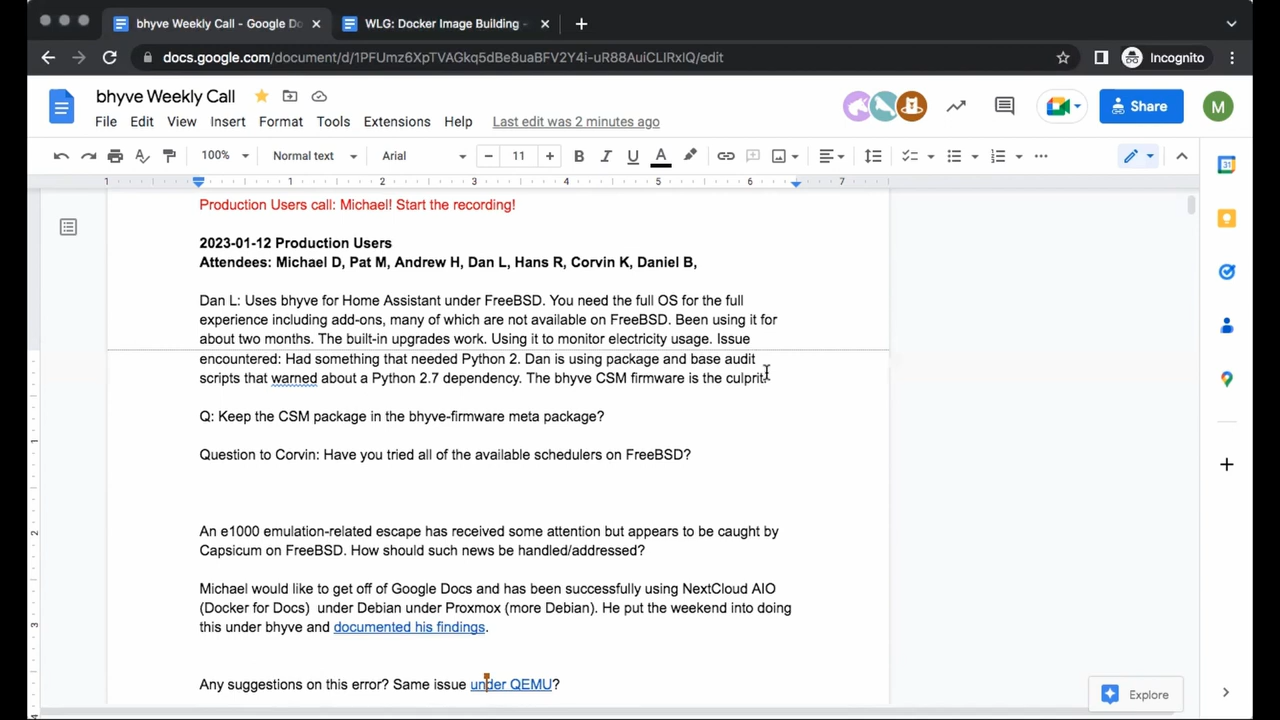 bhyve Weekly Call - Google Do
WLG: Docker Image Building -
docs.google.com/document/d/1PFUmz6XpTVAGkq5dBe8uaBFV2Y4i-uR88AuiCLIRxIQ/edit
Incognito
bhyve Weekly Call
Share
M
File Edit View Insert Format Tools Extensions Help Last edit was 2 minutes ago
100% Normal text Arial 11 B I U A
31
1 1 2 3 4 5 6 7
Production Users call: Michael! Start the recording!
2023-01-12 Production Users
Attendees: Michael D, Pat M, Andrew H, Dan L, Hans R, Corvin K, Daniel B,
Dan L: Uses bhyve for Home Assistant under FreeBSD. You need the full OS for the full
experience including add-ons, many of which are not available on FreeBSD. Been using it for
about two months. The built-in upgrades work. Using it to monitor electricity usage. Issue
encountered: Had something that needed Python 2. Dan is using package and base audit
scripts that warned about a Python 2.7 dependency. The bhyve CSM firmware is the culprit.
Q: Keep the CSM package in the bhyve-firmware meta package?
1
Question to Corvin: Have you tried all of the available schedulers on FreeBSD?
2
An e1000 emulation-related escape has received some attention but appears to be caught by
Capsicum on FreeBSD. How should such news be handled/addressed?
Michael would like to get off of Google Docs and has been successfully using NextCloud AIO
(Docker for Docs) under Debian under Proxmox (more Debian). He put the weekend into doing
3
this under bhyve and documented his findings.
Any suggestions on this error? Same issue under QEMU?
Explore